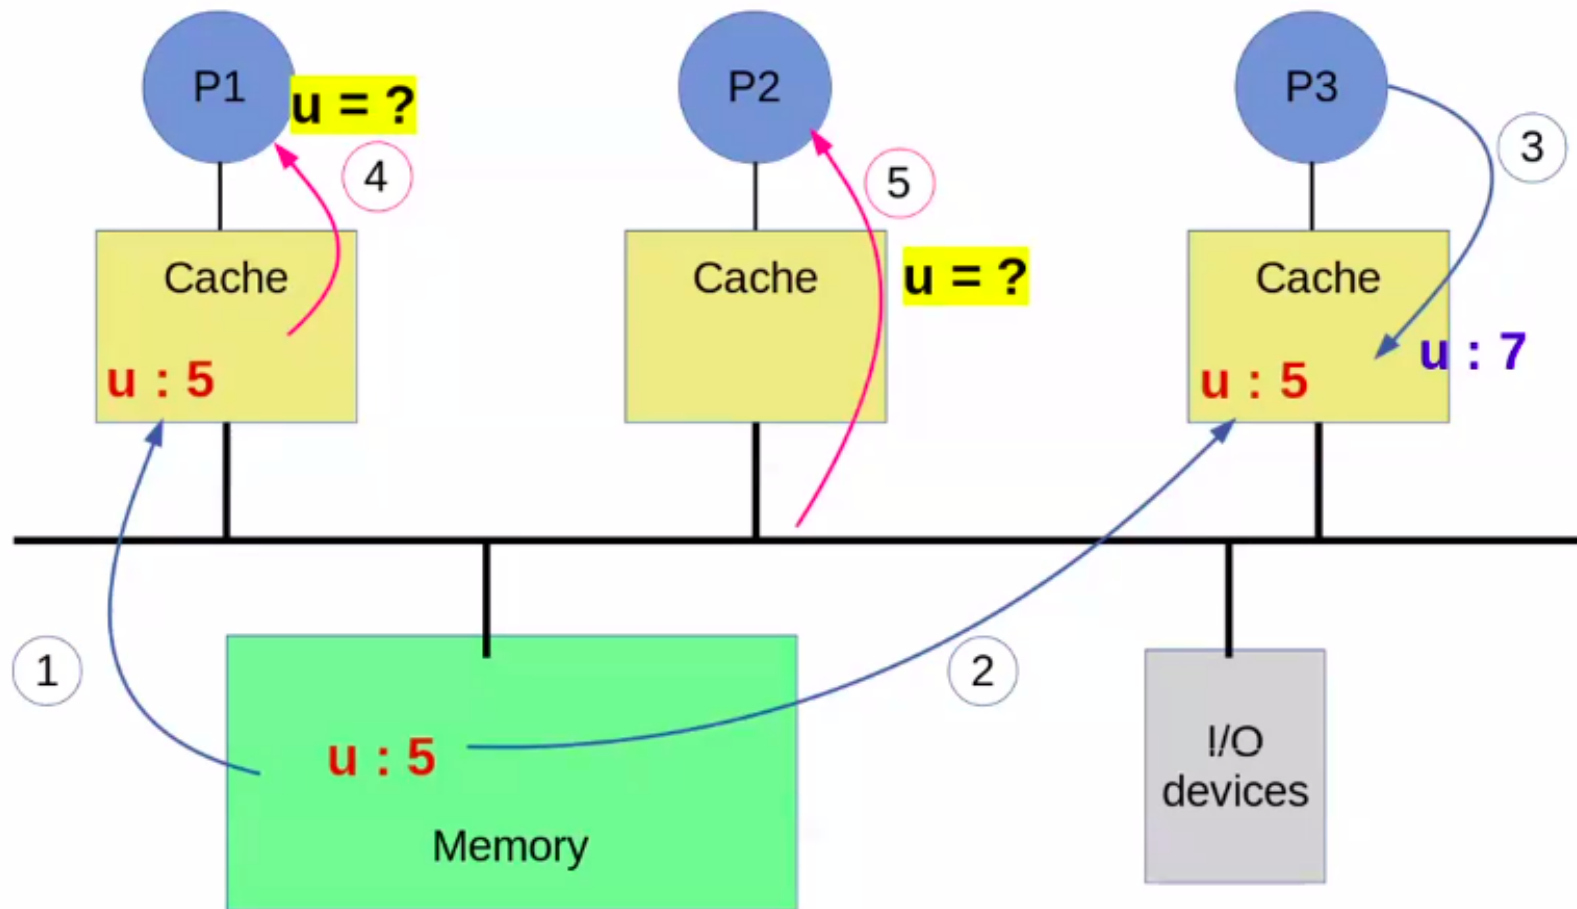 P1
u = ?
4
Cache
u : 5
P2
5
Cache
u = ?
P3
3
Cache
u : 5
u : 7
1
2
u : 5
Memory
I/O
devices